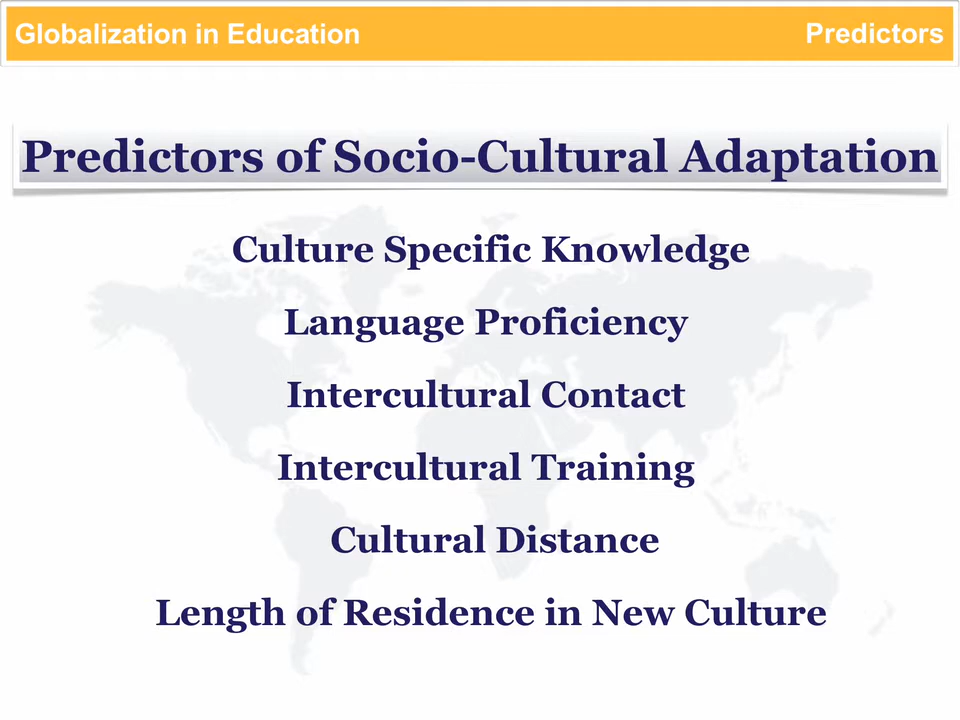 Globalization in Education
Predictors
Predictors of Socio-Cultural Adaptation
Culture Specific Knowledge
Language Proficiency
Intercultural Contact
Intercultural Training
Cultural Distance
Length of Residence in New Culture